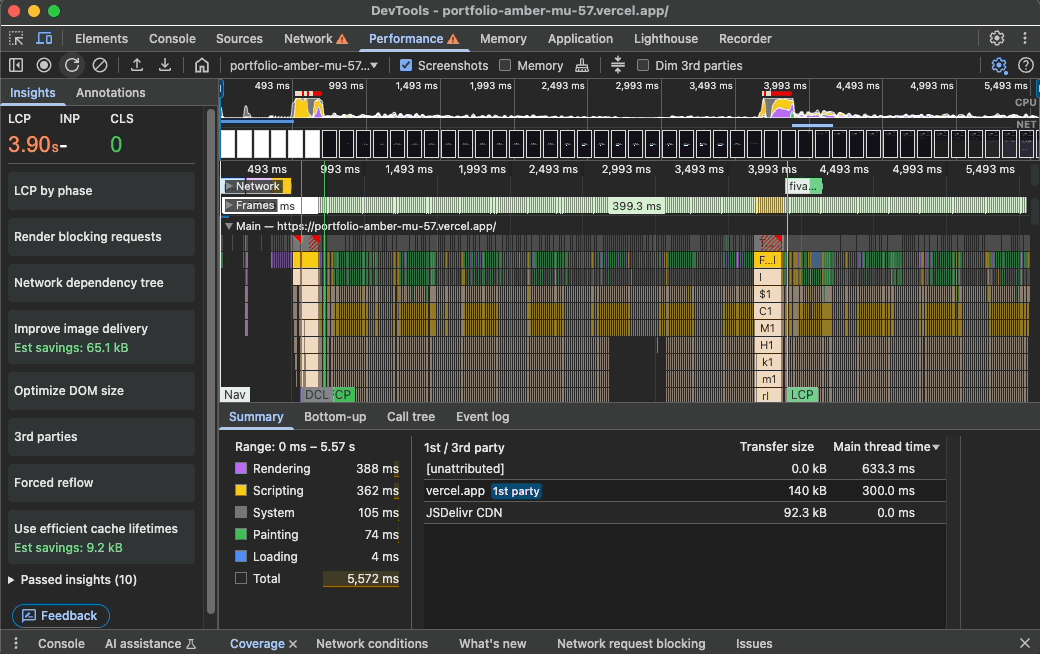 DevTools - portfolio-amber-mu-57.vercel.app/
Elements Console Sources Network Performance Memory Application Lighthouse Recorder
portfolio-amber-mu-57... Screenshots Memory Dim 3rd parties
Insights Annotations
LCP INP CLS
3.90s - 0
LCP by phase
Render blocking requests
Network dependency tree
Improve image delivery
Est savings: 65.1 kB
Optimize DOM size
3rd parties
Forced reflow
Use efficient cache lifetimes
Est savings: 9.2 kB
Passed insights (10)
Feedback
493 ms 993 ms 1,493 ms 1,993 ms 2,493 ms 2,993 ms 3,493 ms 3,993 ms 4,493 ms 4,993 ms 5,493 ms
CPU
NET
493 ms 993 ms 1,493 ms 1,993 ms 2,493 ms 2,993 ms 3,493 ms 3,993 ms 4,493 ms 4,993 ms 5,493 ms
Network fiva...
Frames ms 399.3 ms
Main — https://portfolio-amber-mu-57.vercel.app/
F...l
l
$1
C1
M1
H1
k1
m1
rl
Nav DCL FCP LCP
Summary Bottom-up Call tree Event log
Range: 0 ms – 5.57 s
Rendering 388 ms
Scripting 362 ms
System 105 ms
Painting 74 ms
Loading 4 ms
Total 5,572 ms
1st / 3rd party Transfer size Main thread time
[unattributed] 0.0 kB 633.3 ms
vercel.app 1st party 140 kB 300.0 ms
JSDelivr CDN 92.3 kB 0.0 ms
Console AI assistance Coverage Network conditions What's new Network request blocking Issues